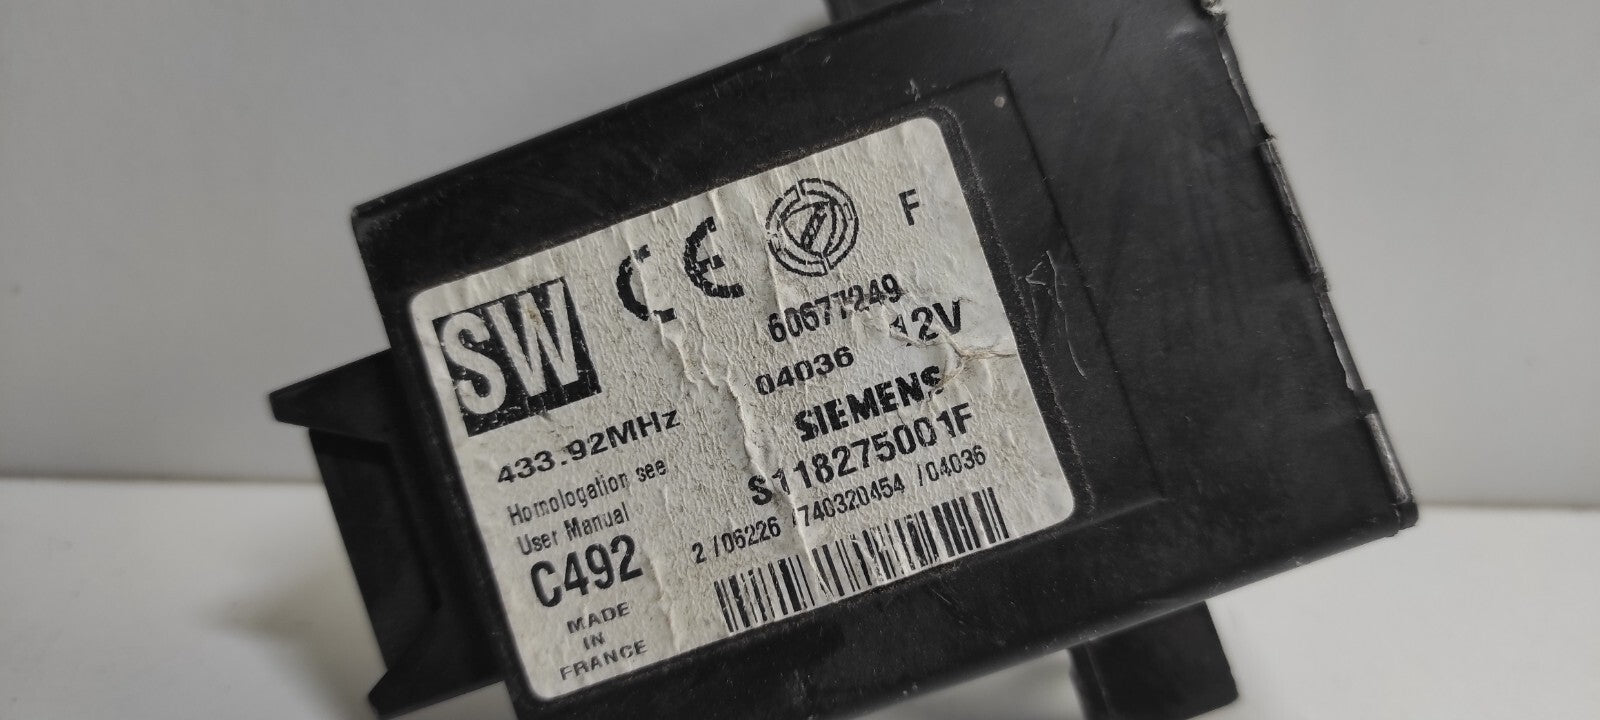 SW
CE
F
60677249
04036 12V
SIEMENS
S118275001F
2 /06226 /740320454 /04036
433.92MHz
Homologation see
User Manual
C492
MADE
IN
FRANCE